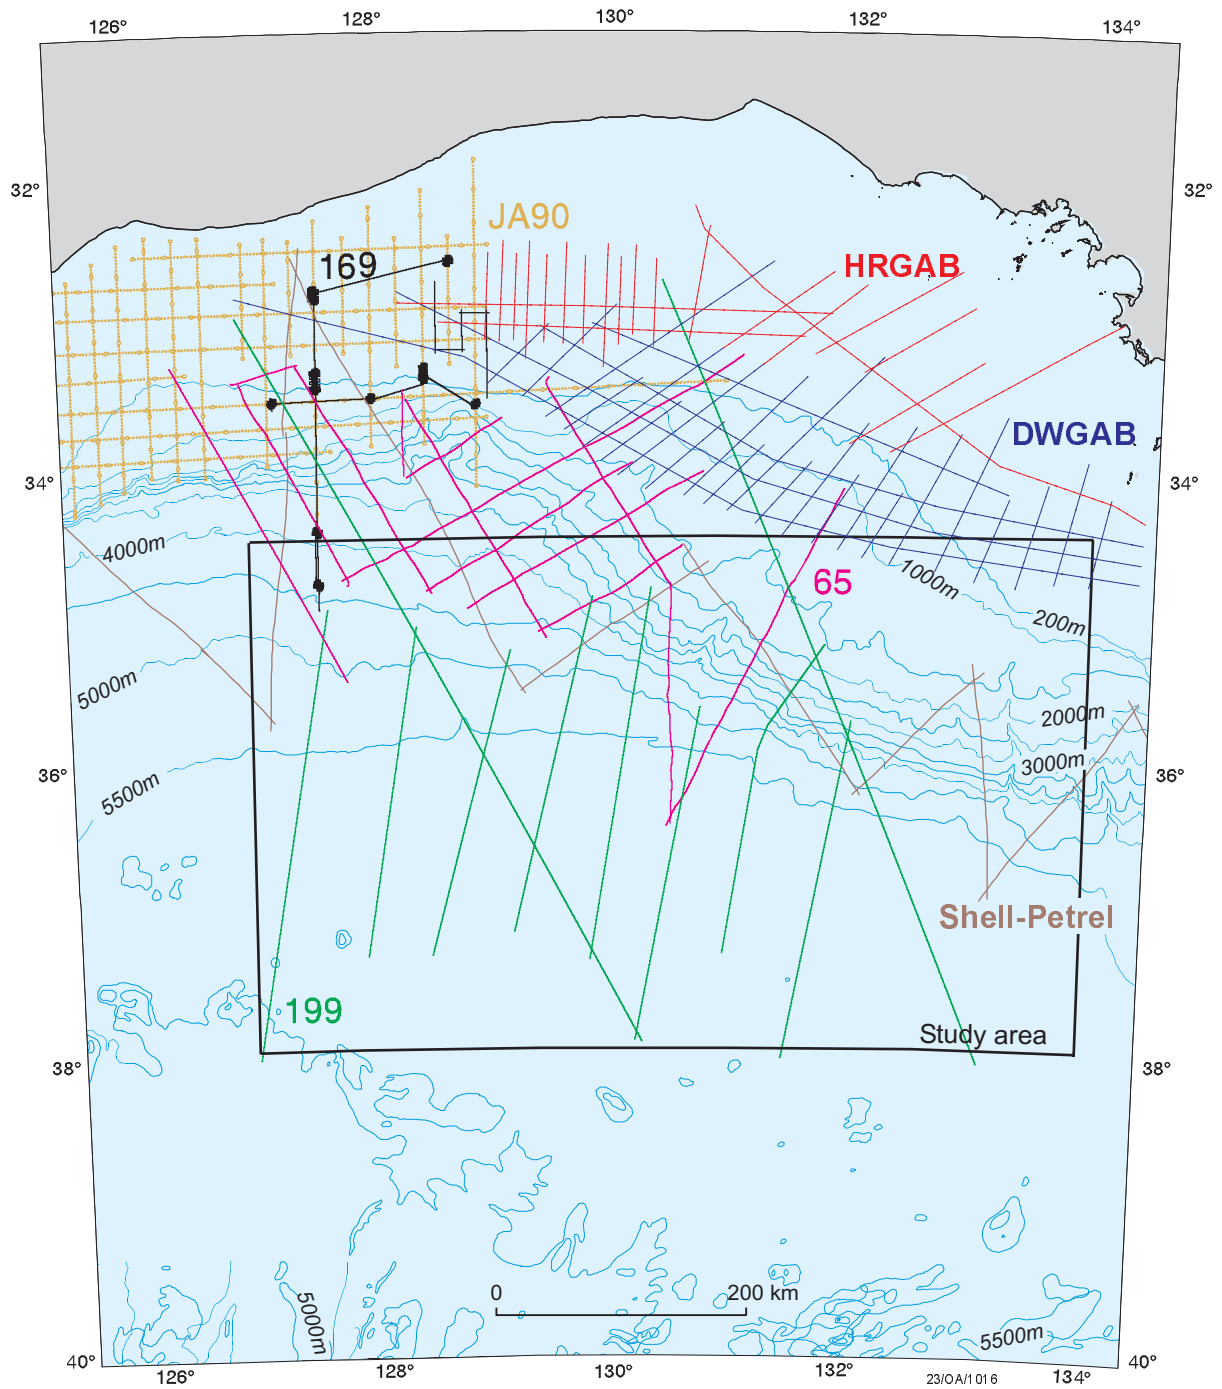 126° 128° 130° 132° 134°
32° 32°
JA90
169
HRGAB
DWGAB
34° 34°
4000m
65
1000m
200m
5000m
2000m
36° 36°
3000m
5500m
Shell-Petrel
199
Study area
38° 38°
0 200 km
5000m
5500m
40° 40°
126° 128° 130° 132° 134°
23/OA/1016